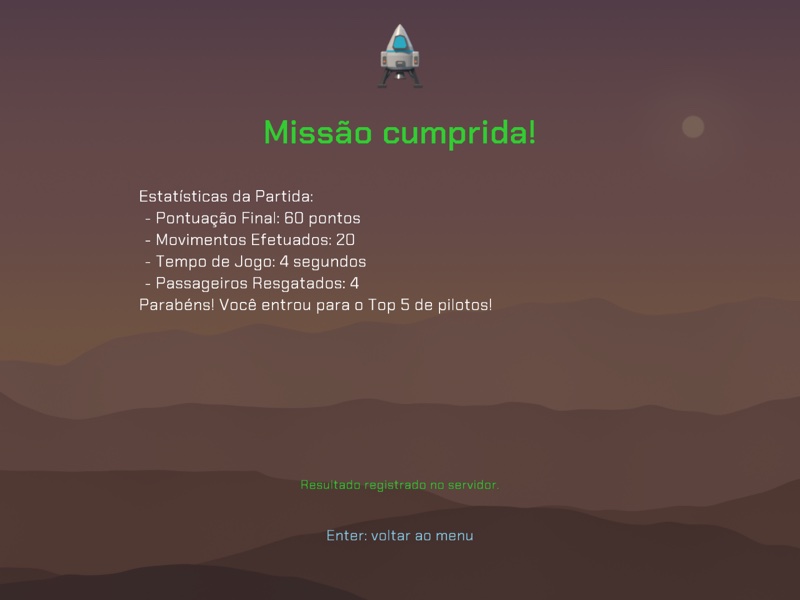 Missão cumprida!
Estatísticas da Partida:
- Pontuação Final: 60 pontos
- Movimentos Efetuados: 20
- Tempo de Jogo: 4 segundos
- Passageiros Resgatados: 4
Parabéns! Você entrou para o Top 5 de pilotos!
Resultado registrado no servidor.
Enter: voltar ao menu